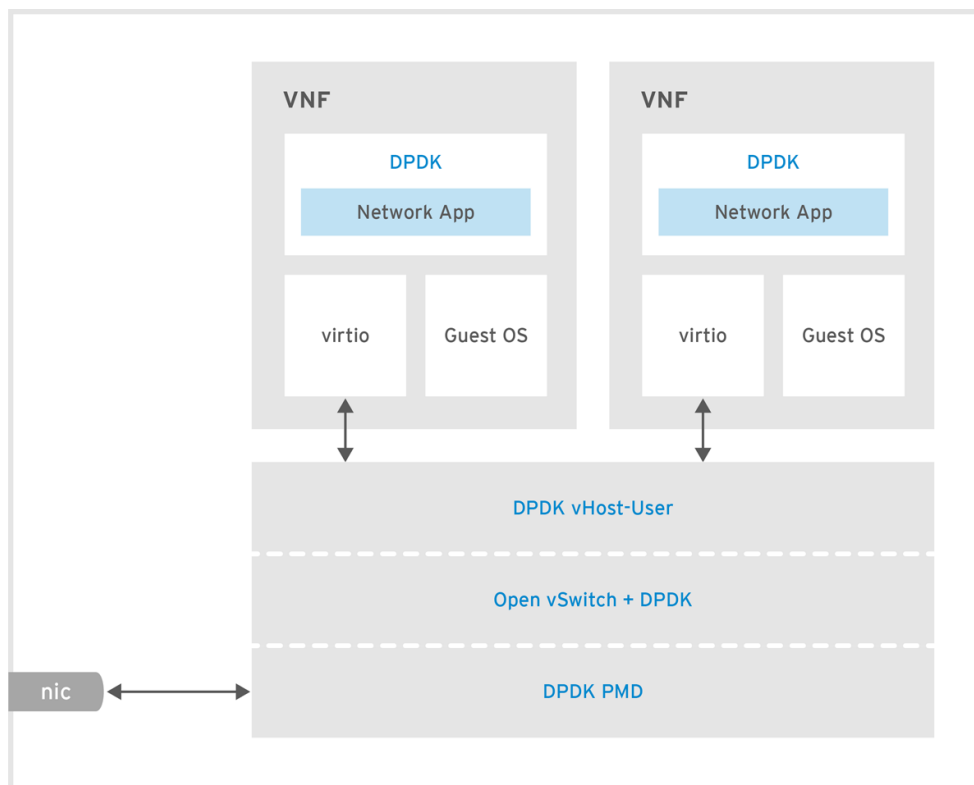 VNF
DPDK
Network App
virtio
Guest OS
VNF
DPDK
Network App
virtio
Guest OS
DPDK vHost-User
Open vSwitch + DPDK
nic
DPDK PMD